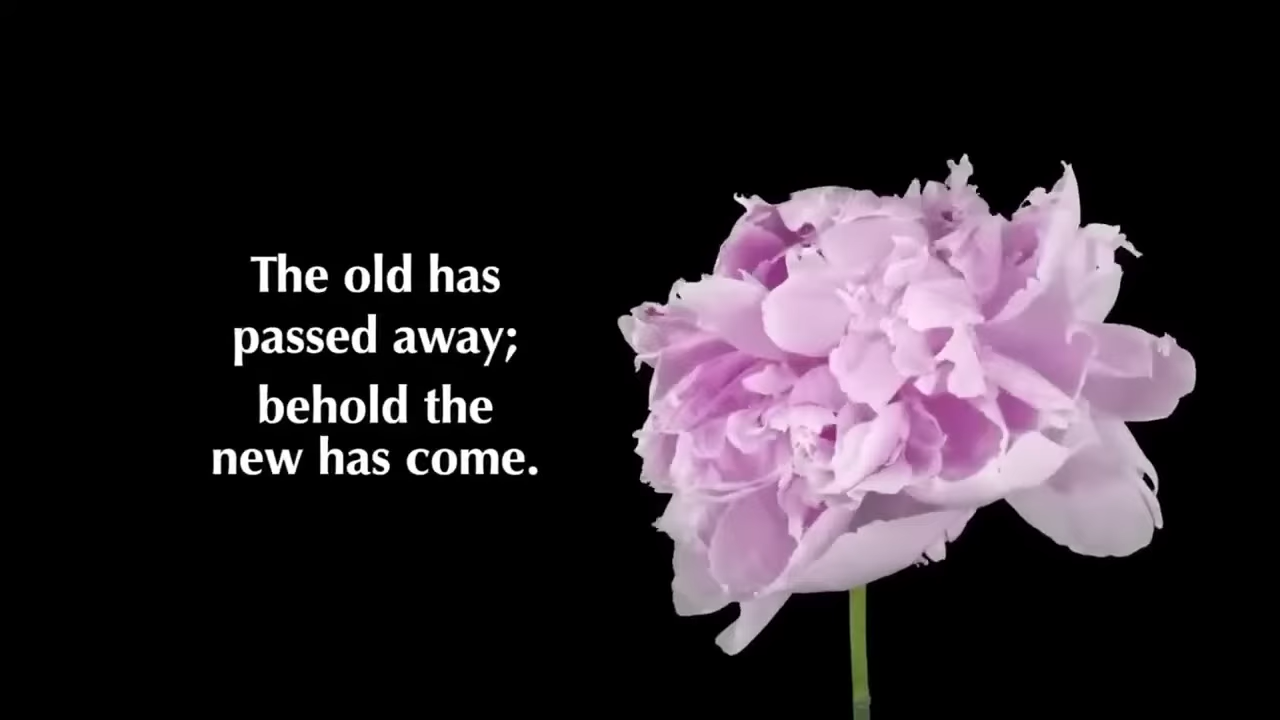 The old has
passed away;
behold the
new has come.